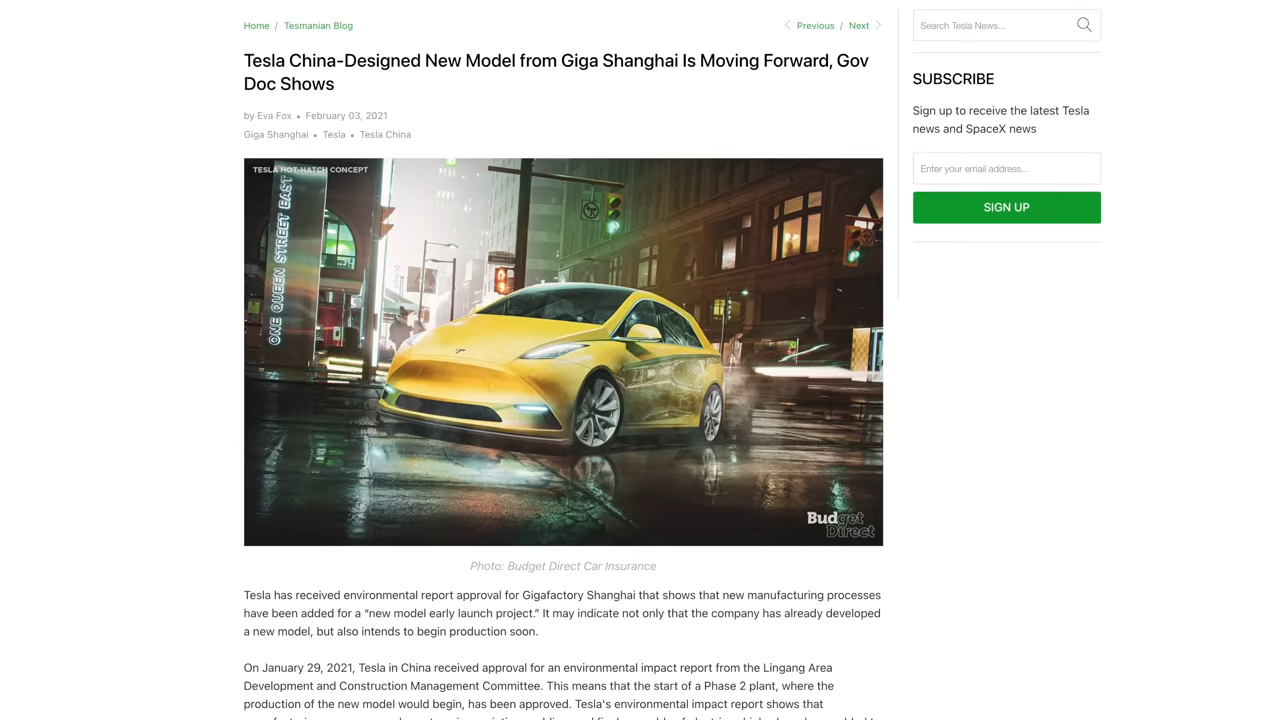 Home / Tesmanian Blog
Previous / Next
Tesla China-Designed New Model from Giga Shanghai Is Moving Forward, Gov
Doc Shows
by Eva Fox • February 03, 2021
Giga Shanghai • Tesla • Tesla China
TESLA HOT-HATCH CONCEPT
ONE QUEEN STREET EAST
Budget
Direct
Photo: Budget Direct Car Insurance
Tesla has received environmental report approval for Gigafactory Shanghai that shows that new manufacturing processes
have been added for a “new model early launch project.” It may indicate not only that the company has already developed
a new model, but also intends to begin production soon.
On January 29, 2021, Tesla in China received approval for an environmental impact report from the Lingang Area
Development and Construction Management Committee. This means that the start of a Phase 2 plant, where the
production of the new model would begin, has been approved. Tesla's environmental impact report shows that
Search Tesla News...
SUBSCRIBE
Sign up to receive the latest Tesla
news and SpaceX news
Enter your email address...
SIGN UP